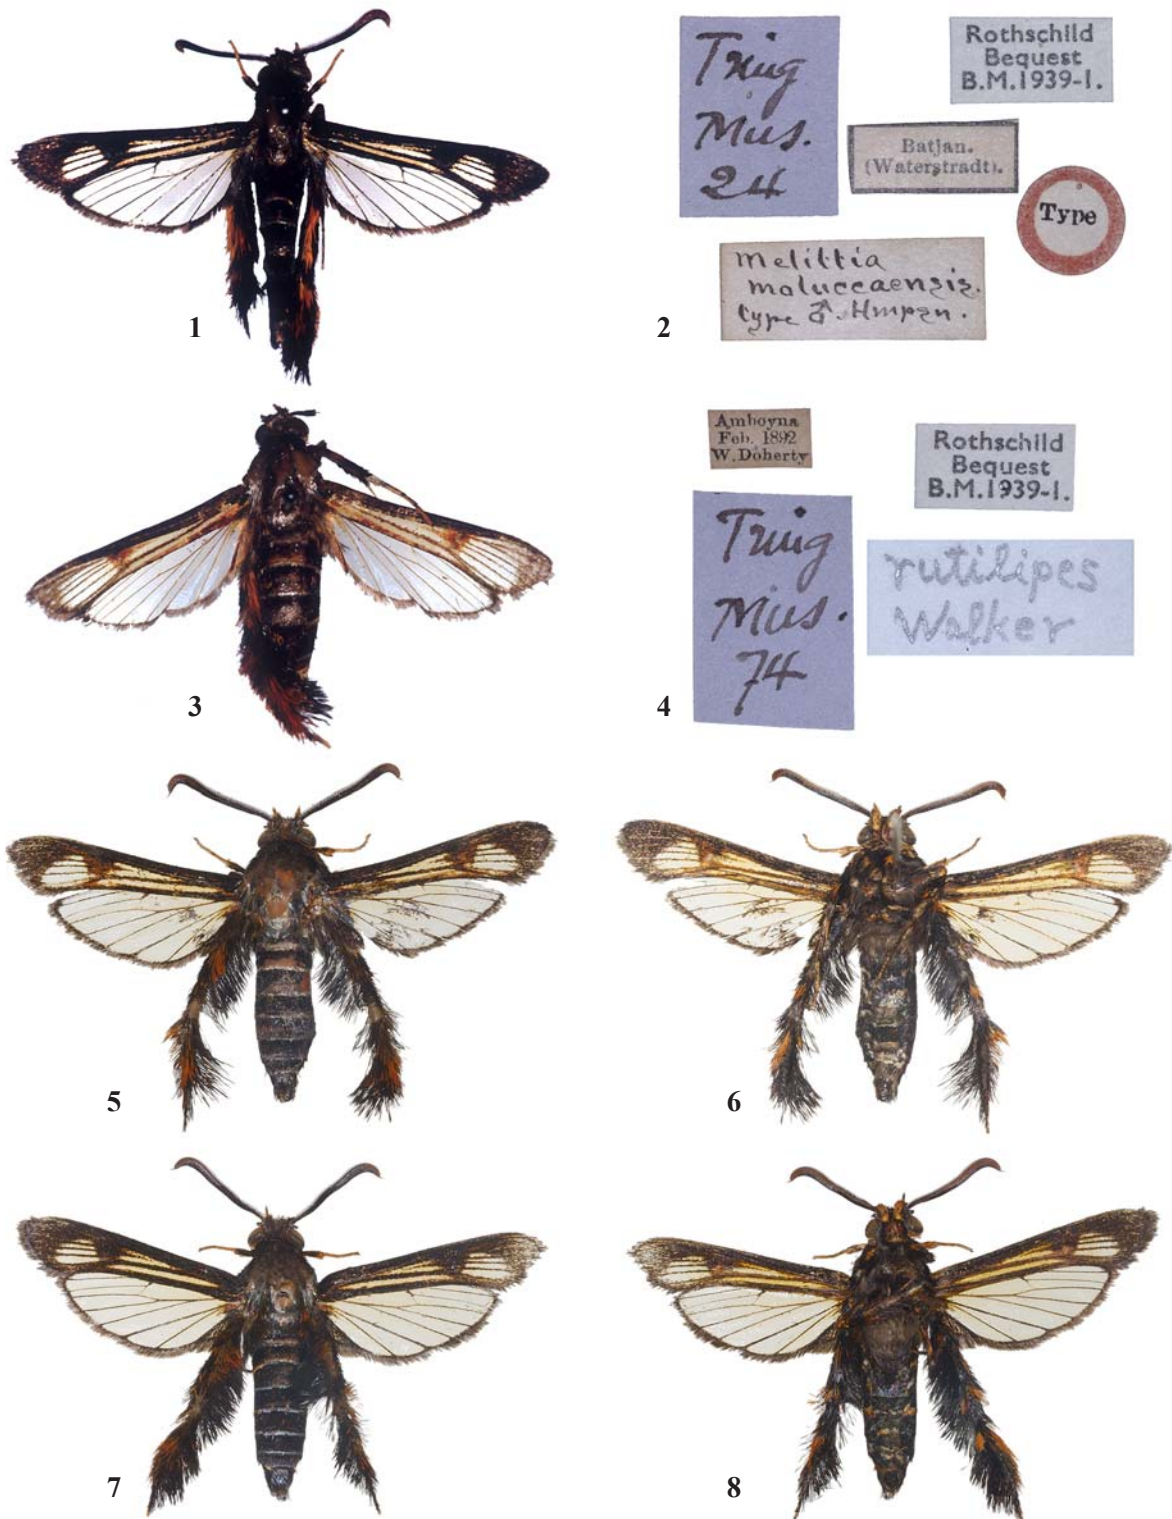 1
Tring
Mus.
24
Rothschild
Bequest
B.M.1939-1.
Batjan.
(Waterstradt).
Type
melittia
moluccaensis.
type ♂. Hmpsn.
2
3
Amboyna
Feb. 1892
W. Doherty
Rothschild
Bequest
B.M.1939-1.
Tring
Mus.
74
rutilipes
Walker
4
5
6
7
8